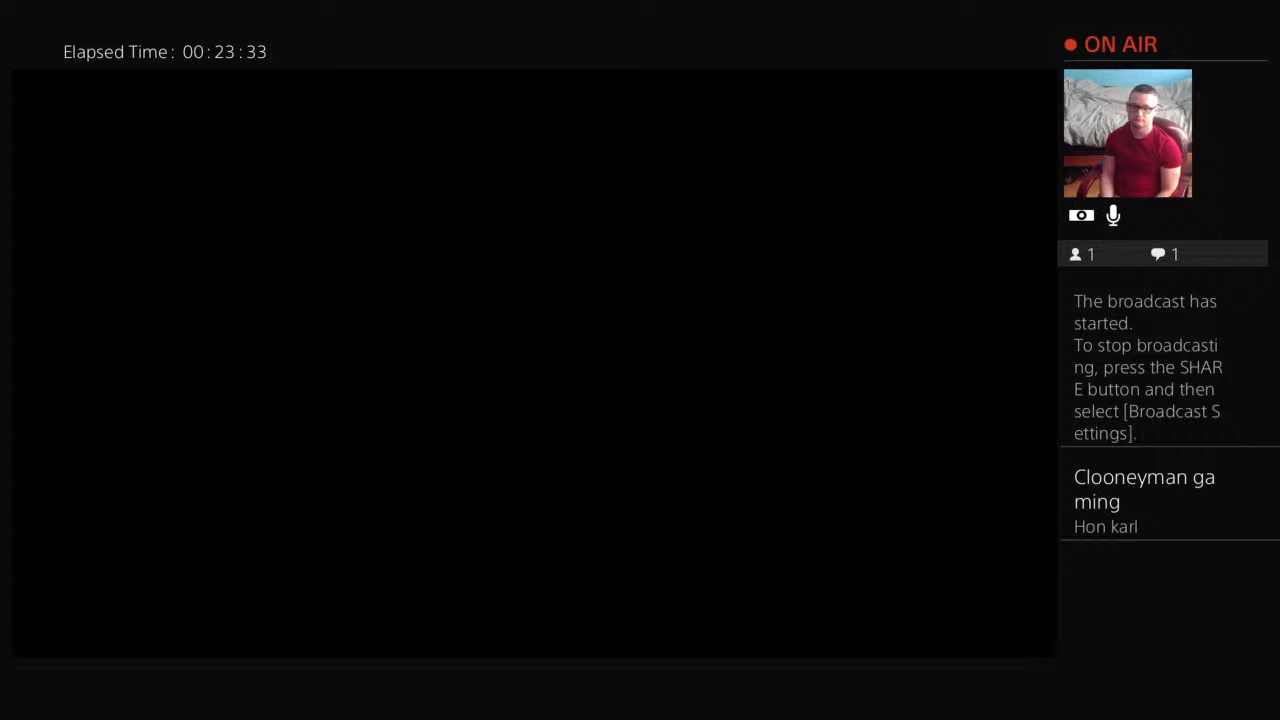 Elapsed Time: 00:23:33
ON AIR
1
1
The broadcast has
started.
To stop broadcasti
ng, press the SHAR
E button and then
select [Broadcast S
ettings].
Clooneyman ga
ming
Hon karl